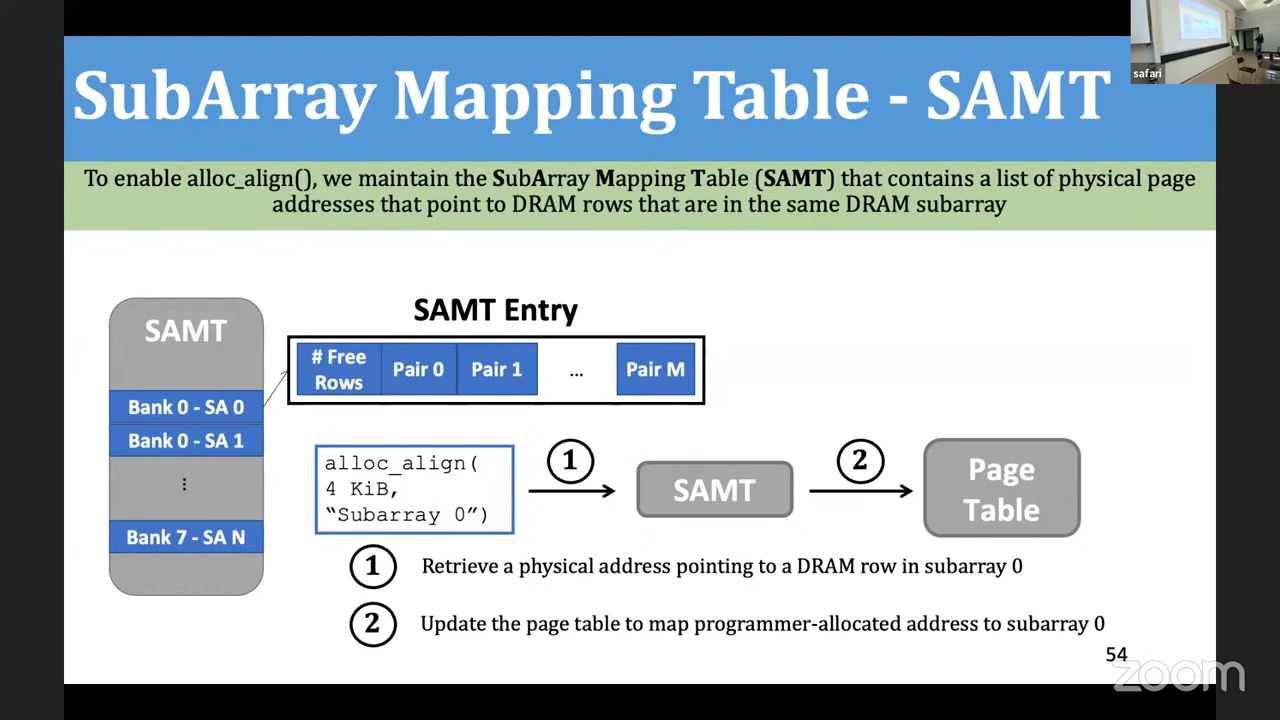 safari
SubArray Mapping Table - SAMT
To enable alloc_align(), we maintain the SubArray Mapping Table (SAMT) that contains a list of physical page
addresses that point to DRAM rows that are in the same DRAM subarray
SAMT
Bank 0 - SA 0
Bank 0 - SA 1
⋮
Bank 7 - SA N
SAMT Entry
# Free
Rows
Pair 0
Pair 1
...
Pair M
alloc_align(
4 KiB,
“Subarray 0”)
1
SAMT
2
Page
Table
1 Retrieve a physical address pointing to a DRAM row in subarray 0
2 Update the page table to map programmer-allocated address to subarray 0
54
zoom